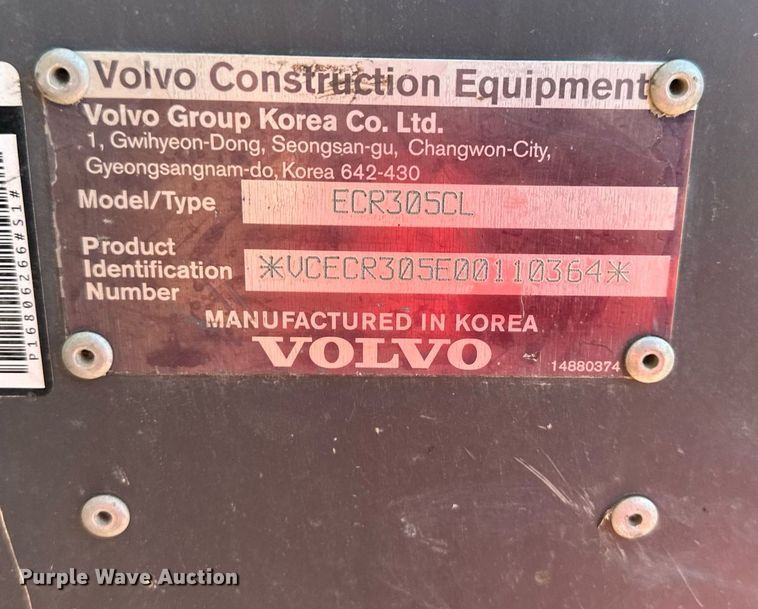 Volvo Construction Equipment
Volvo Group Korea Co. Ltd.
1, Gwihyeon-Dong, Seongsan-gu, Changwon-City,
Gyeongsangnam-do, Korea 642-430
Model/Type ECR305CL
Product
Identification *VCECR305E00110364*
Number
MANUFACTURED IN KOREA
VOLVO
14880374
P16806266#S1#
Purple Wave Auction